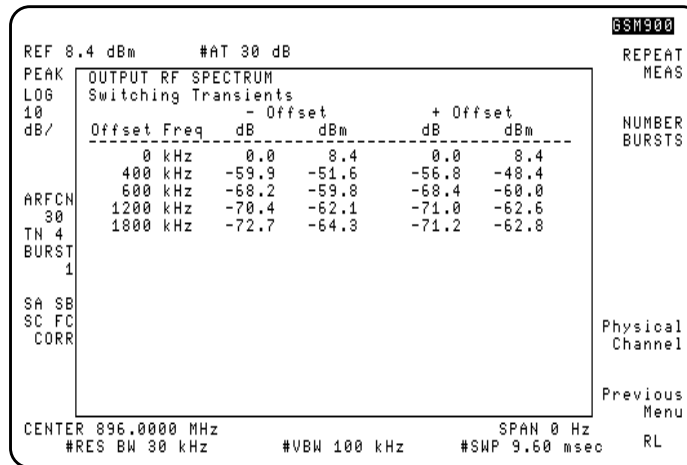 GSM900
REF 8.4 dBm #AT 30 dB
REPEAT
MEAS
PEAK
LOG
10
dB/
OUTPUT RF SPECTRUM
Switching Transients
- Offset + Offset
Offset Freq dB dBm dB dBm
0 kHz 0.0 8.4 0.0 8.4
400 kHz -59.9 -51.6 -56.8 -48.4
600 kHz -68.2 -59.8 -68.4 -60.0
1200 kHz -70.4 -62.1 -71.0 -62.6
1800 kHz -72.7 -64.3 -71.2 -62.8
NUMBER
BURSTS
ARFCN
30
TN 4
BURST
1
SA SB
SC FC
CORR
Physical
Channel
Previous
Menu
CENTER 896.0000 MHz SPAN 0 Hz
#RES BW 30 kHz #VBW 100 kHz #SWP 9.60 msec
RL